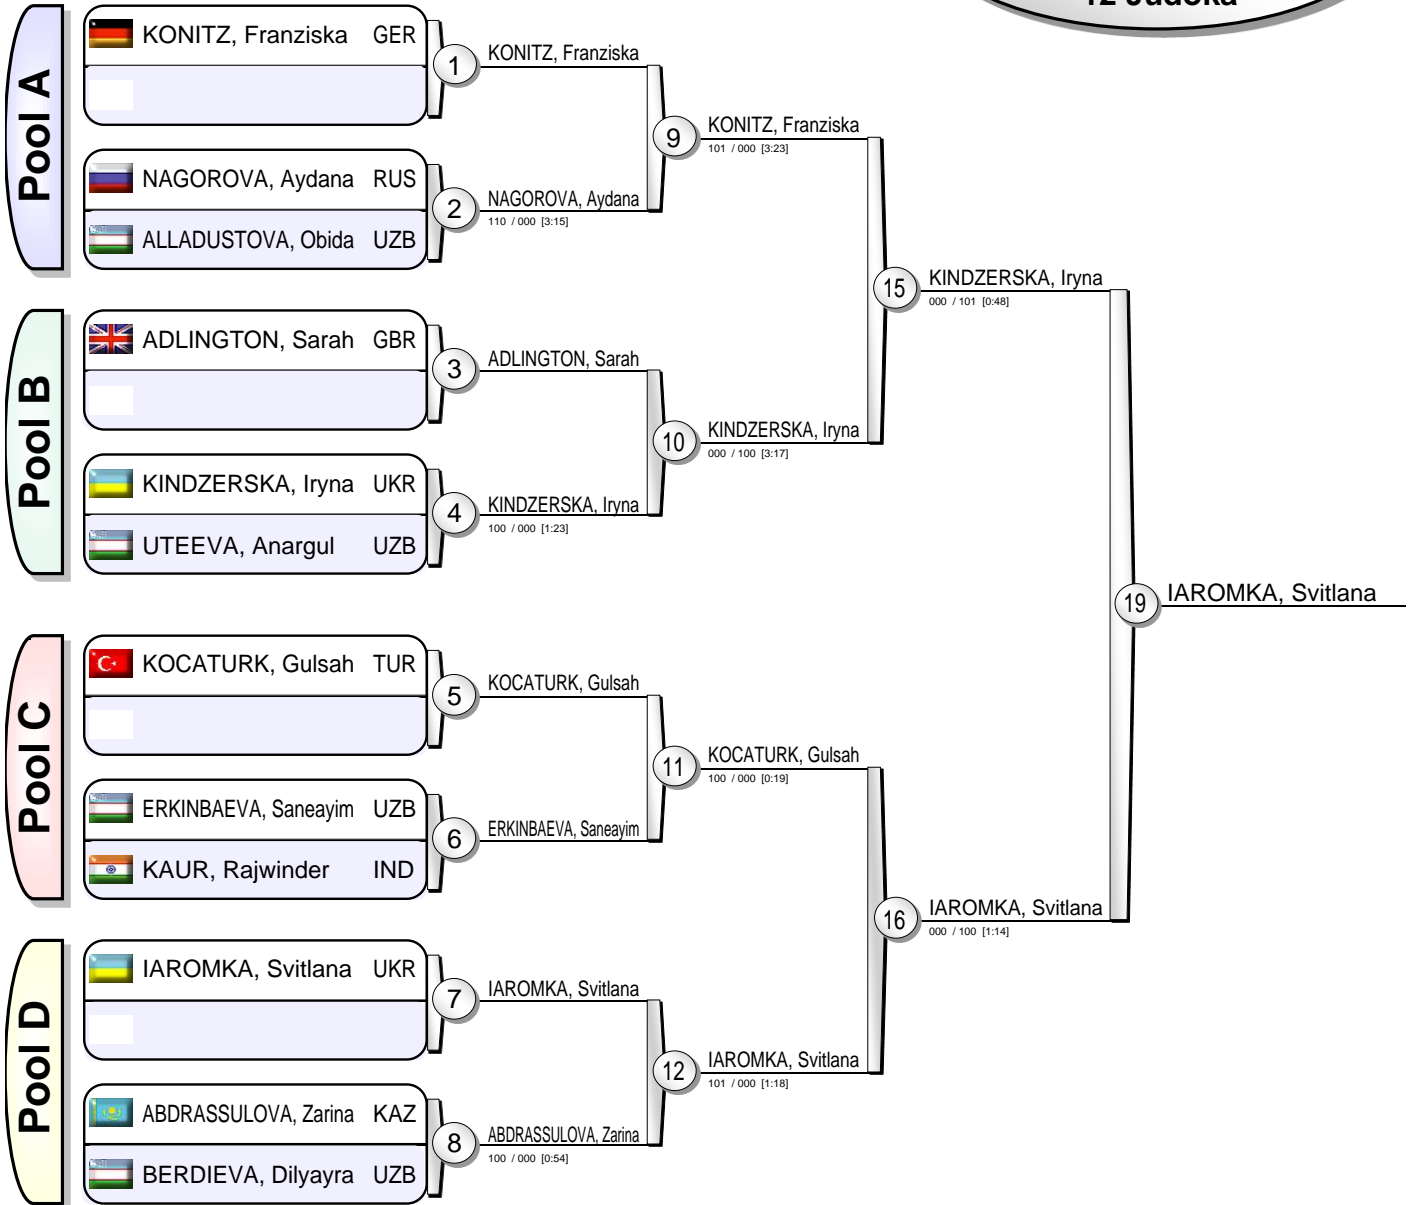 12 Judoka
Pool A
KONITZ, Franziska GER
1
KONITZ, Franziska
NAGOROVA, Aydana RUS
ALLADUSTOVA, Obida UZB
2
NAGOROVA, Aydana
110 / 000 [3:15]
9
KONITZ, Franziska
101 / 000 [3:23]
Pool B
ADLINGTON, Sarah GBR
3
ADLINGTON, Sarah
KINDZERSKA, Iryna UKR
UTEEVA, Anargul UZB
4
KINDZERSKA, Iryna
100 / 000 [1:23]
10
KINDZERSKA, Iryna
000 / 100 [3:17]
15
KINDZERSKA, Iryna
000 / 101 [0:48]
Pool C
KOCATURK, Gulsah TUR
5
KOCATURK, Gulsah
ERKINBAEVA, Saneayim UZB
KAUR, Rajwinder IND
6
ERKINBAEVA, Saneayim
11
KOCATURK, Gulsah
100 / 000 [0:19]
Pool D
IAROMKA, Svitlana UKR
7
IAROMKA, Svitlana
ABDRASSULOVA, Zarina KAZ
BERDIEVA, Dilyayra UZB
8
ABDRASSULOVA, Zarina
100 / 000 [0:54]
12
IAROMKA, Svitlana
101 / 000 [1:18]
16
IAROMKA, Svitlana
000 / 100 [1:14]
19
IAROMKA, Svitlana